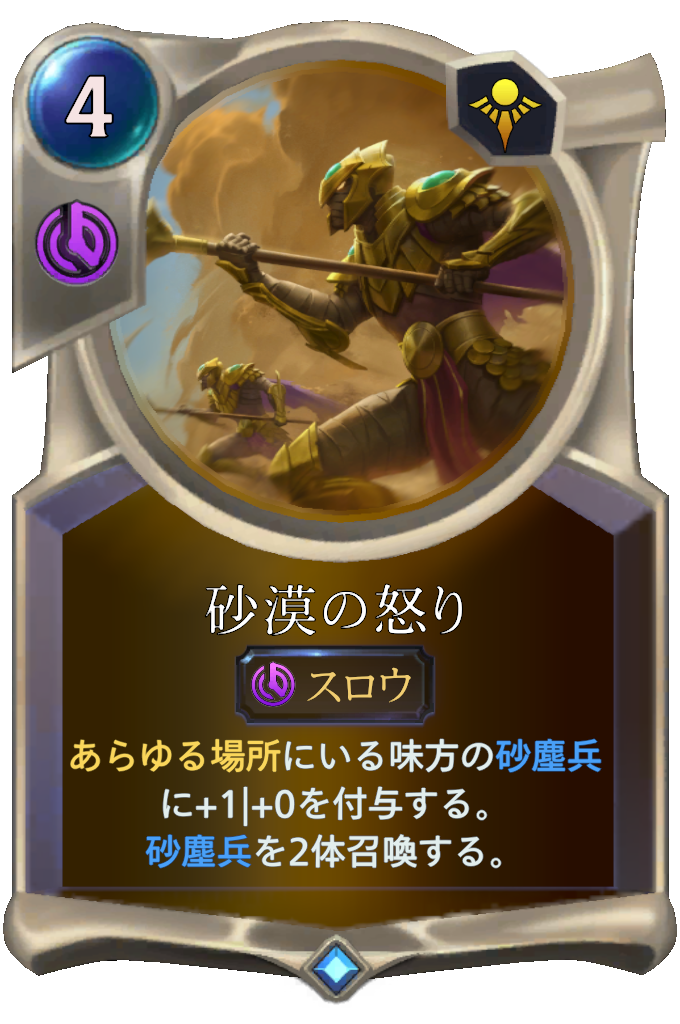 4
砂漠の怒り
スロウ
あらゆる場所にいる味方の砂塵兵
に+1|+0を付与する。
砂塵兵を2体召喚する。